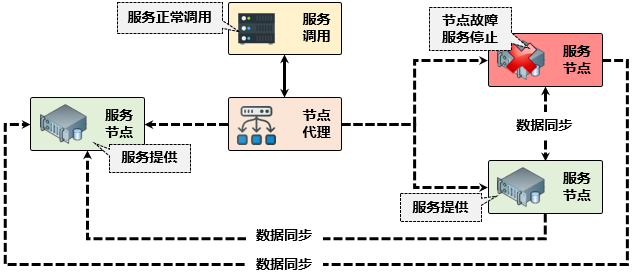 服务正常调用
服务
调用
节点故障
服务停止
服务
节点
服务
节点
服务提供
节点
代理
数据同步
服务
节点
服务提供
数据同步
数据同步